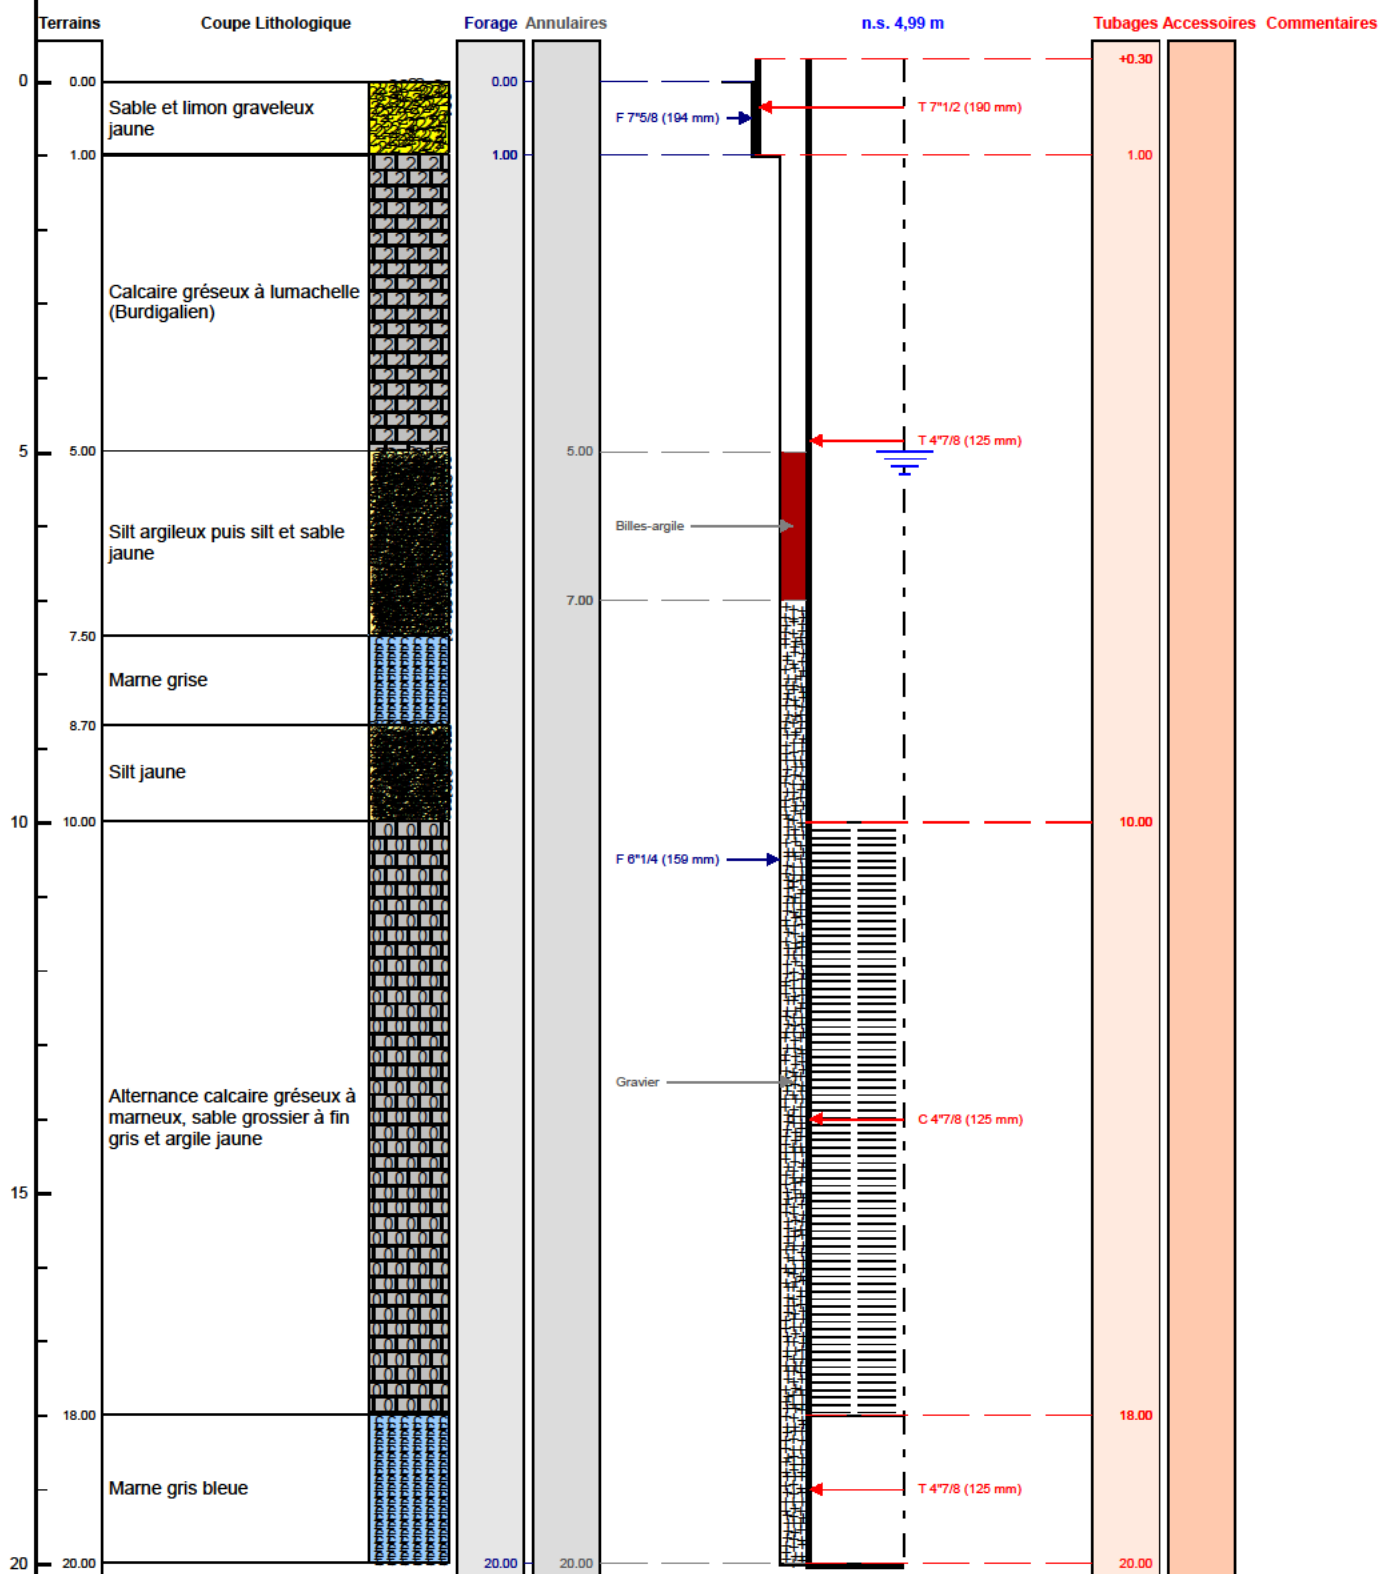 Terrains Coupe Lithologique Forage Annulaires n.s. 4,99 m Tubages Accessoires Commentaires
+0.30
0 0.00 0.00
Sable et limon graveleux
jaune
T 7"1/2 (190 mm)
F 7"5/8 (194 mm)
1.00 1.00 1.00
Calcaire gréseux à lumachelle
(Burdigalien)
T 4"7/8 (125 mm)
5 5.00 5.00
Silt argileux puis silt et sable
jaune
Billes-argile
7.00
7.50
Marne grise
8.70
Silt jaune
10 10.00 10.00
F 6"1/4 (159 mm)
Gravier
Alternance calcaire gréseux à
marneux, sable grossier à fin
gris et argile jaune
C 4"7/8 (125 mm)
15
18.00 18.00
Marne gris bleue
T 4"7/8 (125 mm)
20 20.00 20.00 20.00 20.00